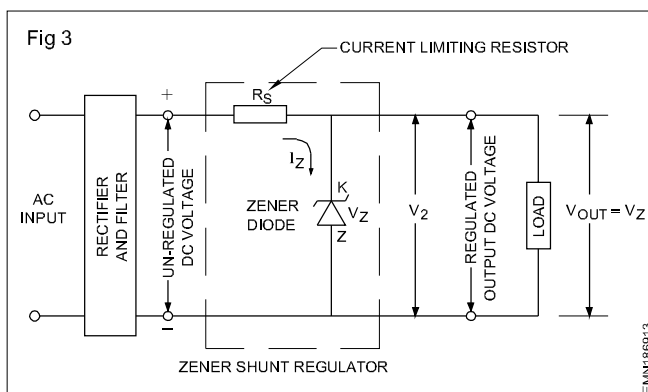 Fig 3
CURRENT LIMITING RESISTOR
+
RS
IZ
AC
INPUT
RECTIFIER
AND FILTER
UN-REGULATED
DC VOLTAGE
ZENER
DIODE
K
VZ
Z
V2
REGULATED
OUTPUT DC VOLTAGE
LOAD
VOUT = VZ
–
ZENER SHUNT REGULATOR
EMN186913